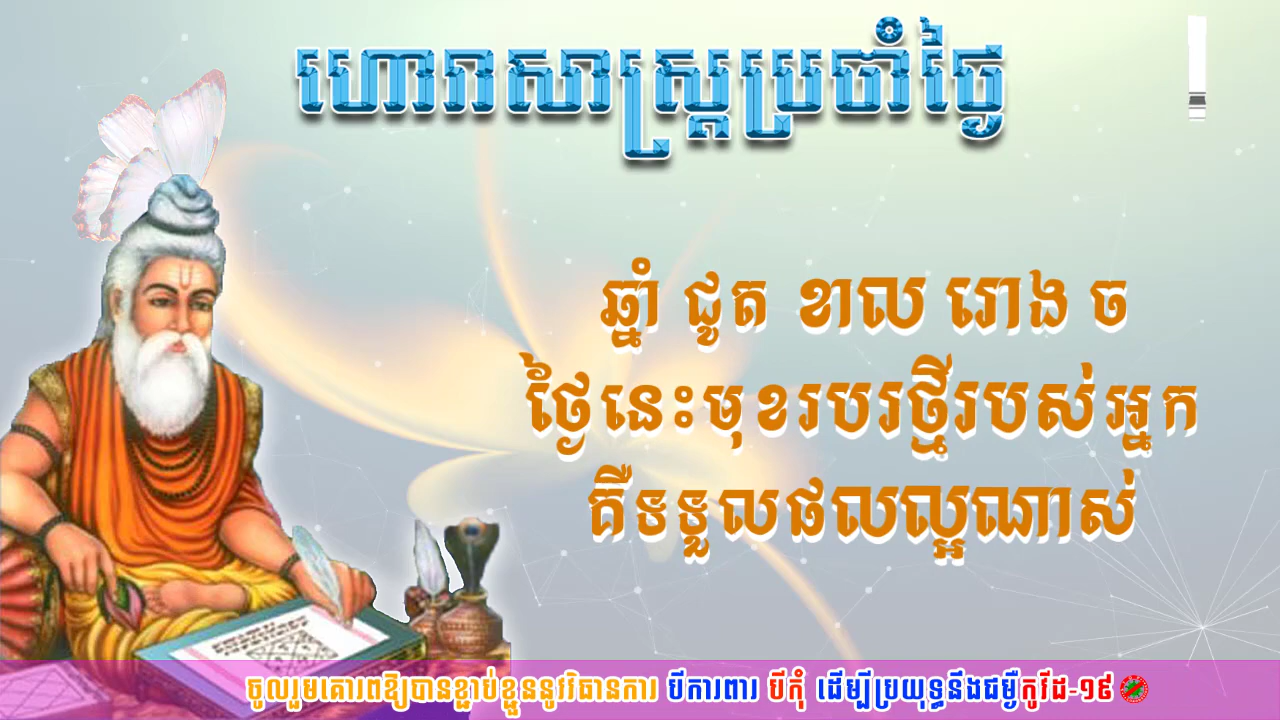 ហោរាសាស្ត្រប្រចាំថ្ងៃ
ឆ្នាំ ជូត ខាល រោង ច
ថ្ងៃនេះមុខរបរថ្មីរបស់អ្នក
គឺទទួលផលល្អណាស់
ចូលរួមគោរពឱ្យបានខ្ជាប់ខ្ជួននូវវិធានការ បីការពារ បីកុំ ដើម្បីប្រយុទ្ធនឹងជម្ងឺកូវីដ-១៩